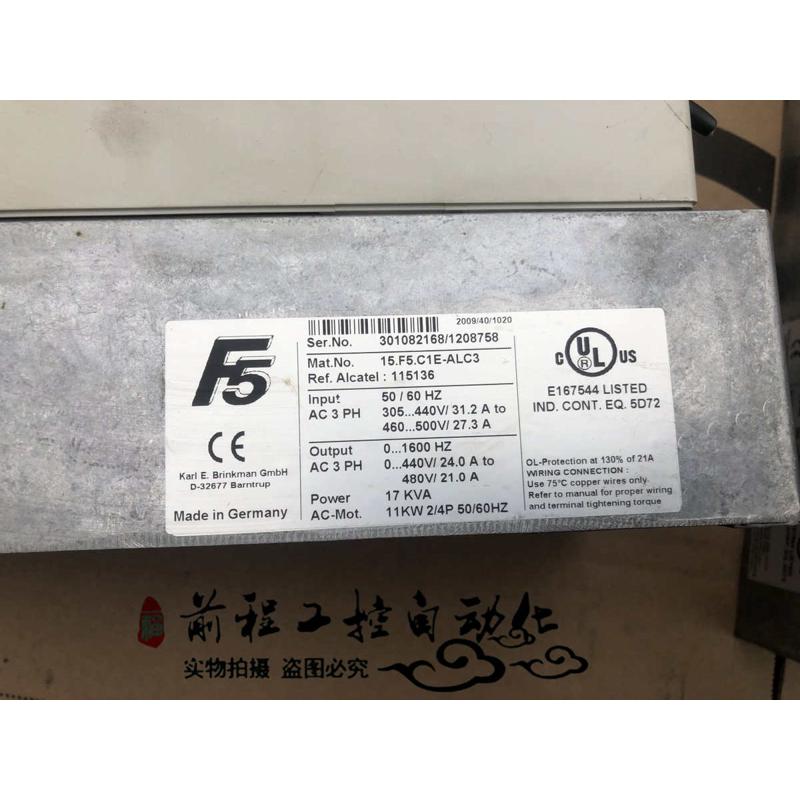 2009/40/1020
F5
Ser.No. 301082168/1208758
Mat.No. 15.F5.C1E-ALC3
Ref. Alcatel : 115136
Input 50 / 60 HZ
AC 3 PH 305...440V/ 31.2 A to
460...500V/ 27.3 A
Output 0...1600 HZ
AC 3 PH 0...440V/ 24.0 A to
480V/ 21.0 A
Power 17 KVA
AC-Mot. 11KW 2/4P 50/60HZ
CE
Karl E. Brinkman GmbH
D-32677 Barntrup
Made in Germany
c UL US
E167544 LISTED
IND. CONT. EQ. 5D72
OL-Protection at 130% of 21A
WIRING CONNECTION :
Use 75°C copper wires only
Refer to manual for proper wiring
and terminal tightening torque
前程工控自动化
实物拍摄 盗图必究